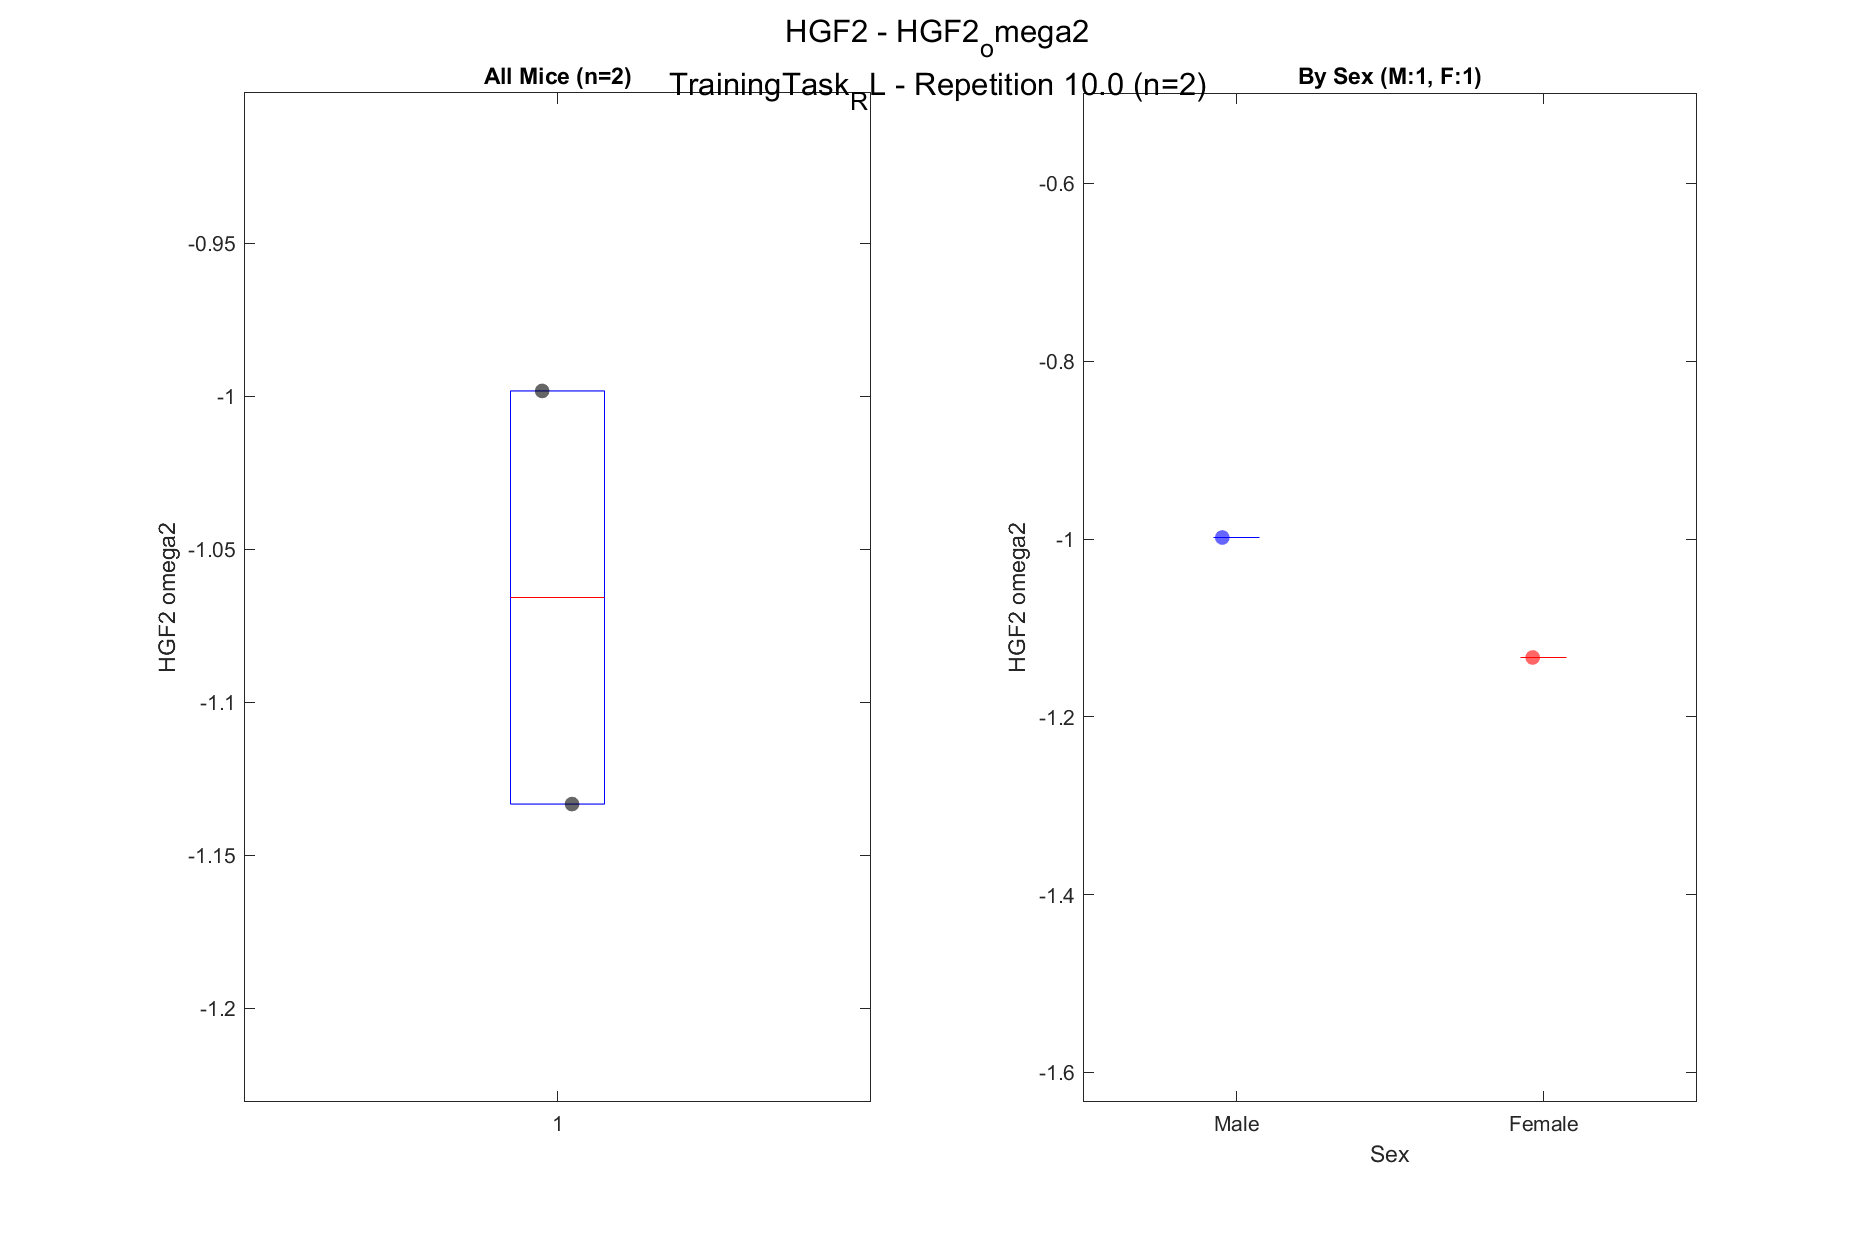 HGF2 - HGF2omega2
TrainingTaskRL - Repetition 10.0 (n=2)
All Mice (n=2)
HGF2 omega2
-0.95
-1
-1.05
-1.1
-1.15
-1.2
1
By Sex (M:1, F:1)
HGF2 omega2
-0.6
-0.8
-1
-1.2
-1.4
-1.6
Male Female
Sex